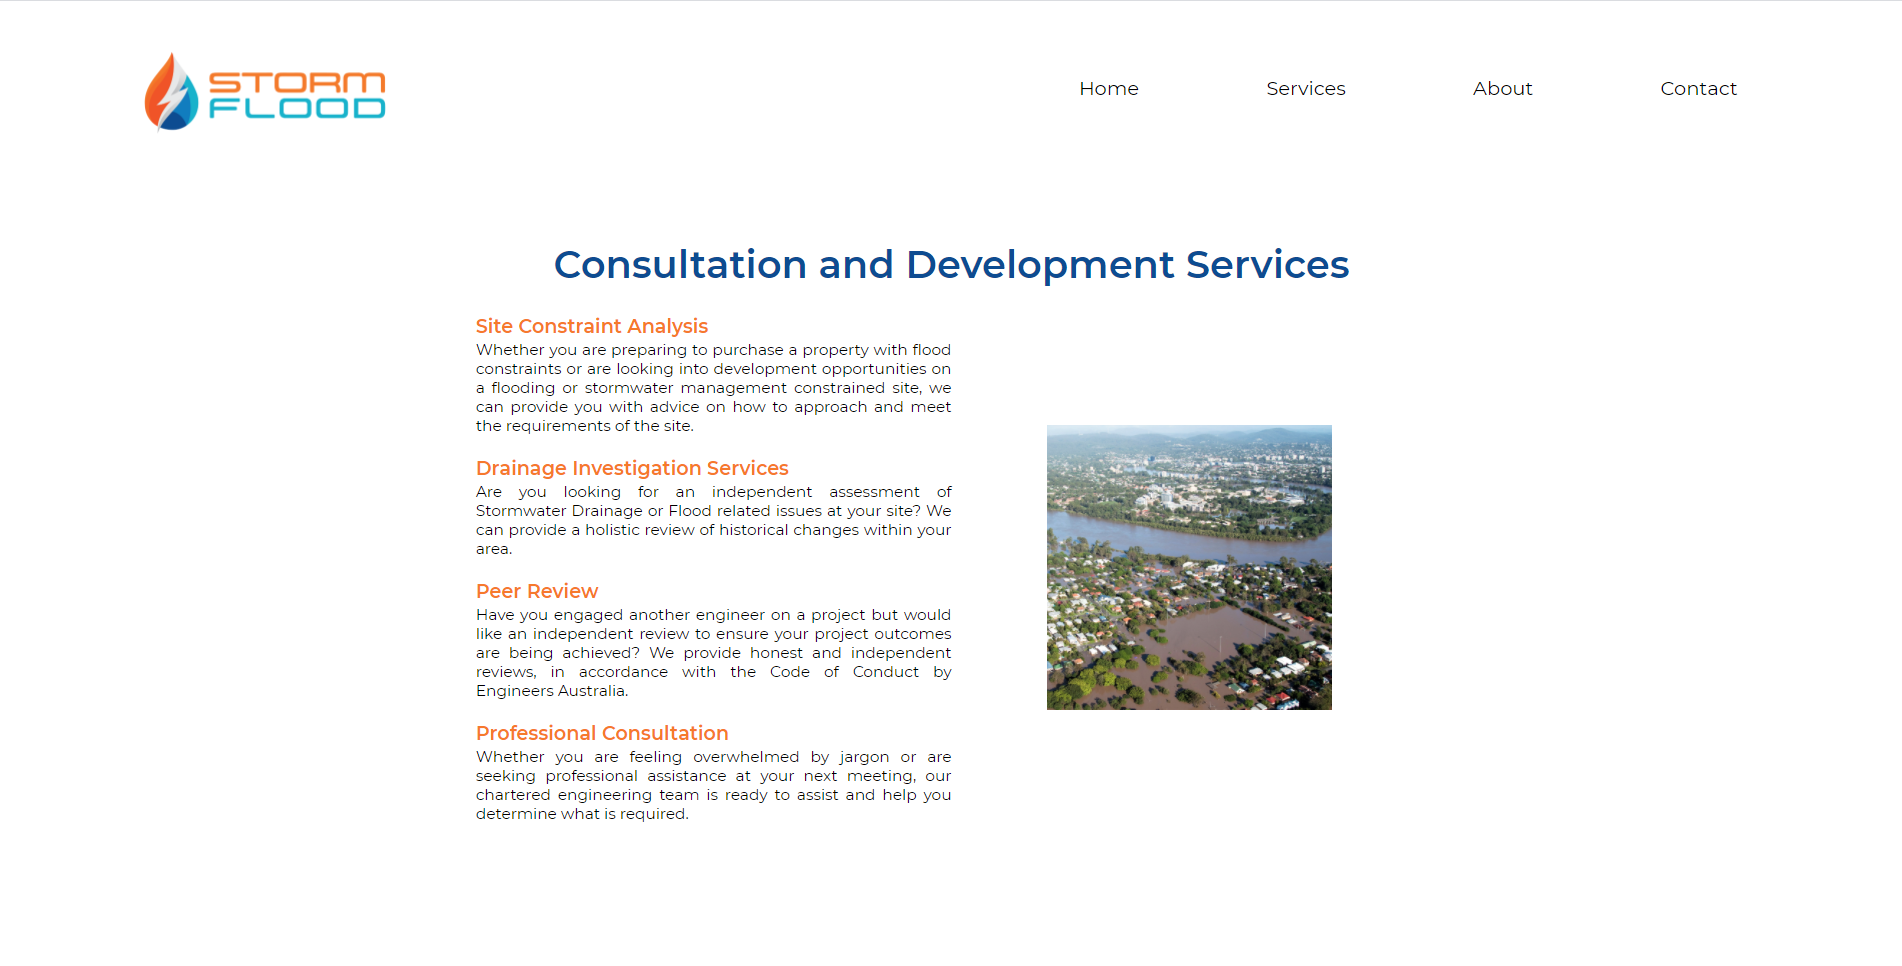 STORM
FLOOD
Home
Services
About
Contact
Consultation and Development Services
Site Constraint Analysis
Whether you are preparing to purchase a property with flood
constraints or are looking into development opportunities on
a flooding or stormwater management constrained site, we
can provide you with advice on how to approach and meet
the requirements of the site.
Drainage Investigation Services
Are you looking for an independent assessment of
Stormwater Drainage or Flood related issues at your site? We
can provide a holistic review of historical changes within your
area.
Peer Review
Have you engaged another engineer on a project but would
like an independent review to ensure your project outcomes
are being achieved? We provide honest and independent
reviews, in accordance with the Code of Conduct by
Engineers Australia.
Professional Consultation
Whether you are feeling overwhelmed by jargon or are
seeking professional assistance at your next meeting, our
chartered engineering team is ready to assist and help you
determine what is required.